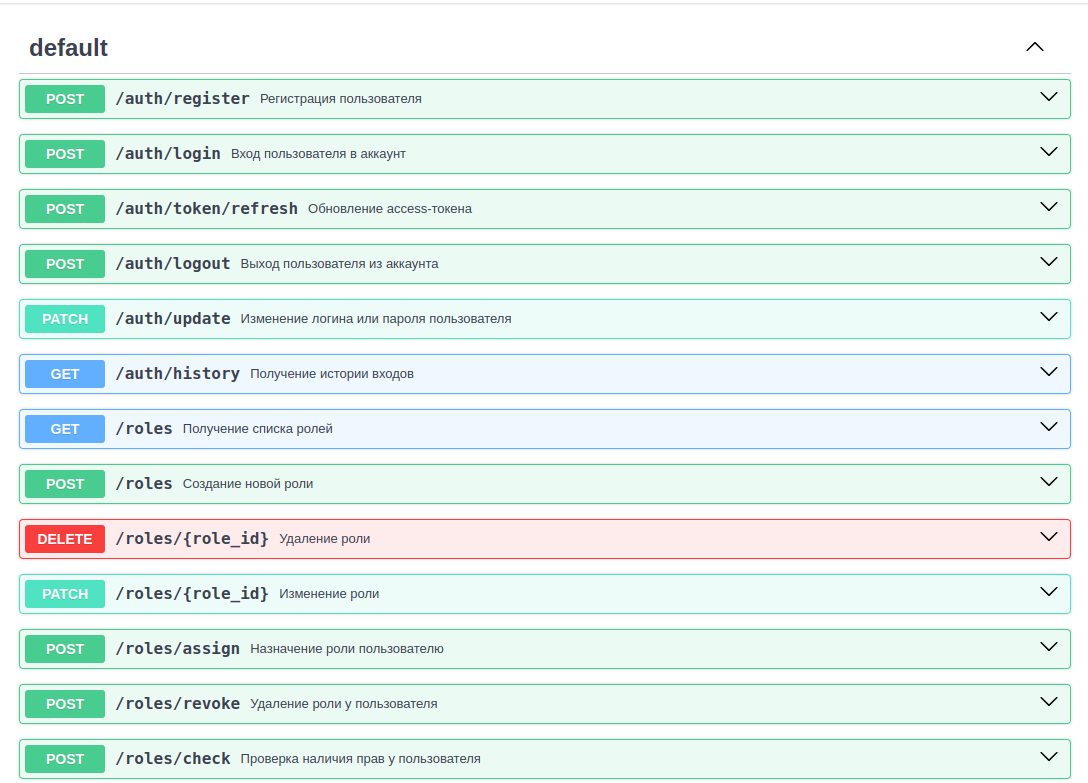 default
POST /auth/register Регистрация пользователя
POST /auth/login Вход пользователя в аккаунт
POST /auth/token/refresh Обновление access-токена
POST /auth/logout Выход пользователя из аккаунта
PATCH /auth/update Изменение логина или пароля пользователя
GET /auth/history Получение истории входов
GET /roles Получение списка ролей
POST /roles Создание новой роли
DELETE /roles/{role_id} Удаление роли
PATCH /roles/{role_id} Изменение роли
POST /roles/assign Назначение роли пользователю
POST /roles/revoke Удаление роли у пользователя
POST /roles/check Проверка наличия прав у пользователя